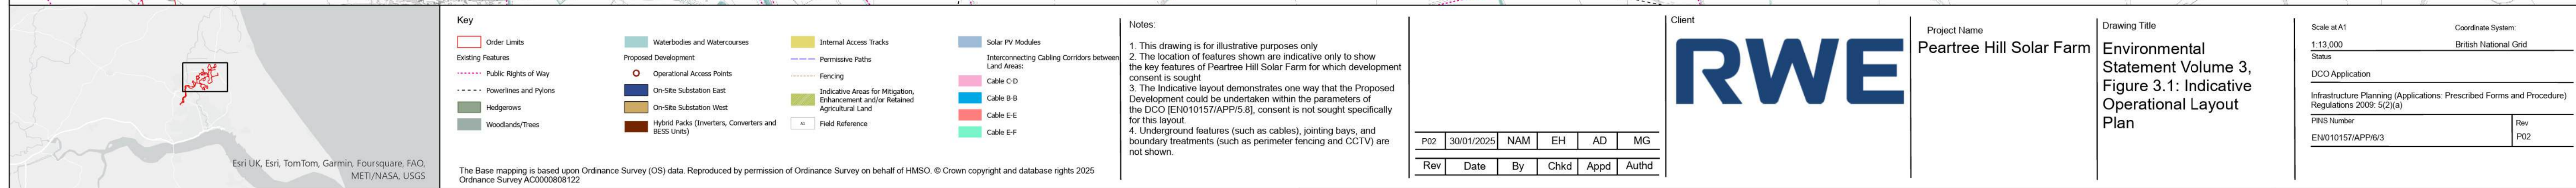 Esri UK, Esri, TomTom, Garmin, Foursquare, FAO,
METI/NASA, USGS
Key
Order Limits
Existing Features
Public Rights of Way
Powerlines and Pylons
Hedgerows
Woodlands/Trees
Waterbodies and Watercourses
Proposed Development
Operational Access Points
On-Site Substation East
On-Site Substation West
Hybrid Packs (Inverters, Converters and
BESS Units)
Internal Access Tracks
Permissive Paths
Fencing
Indicative Areas for Mitigation,
Enhancement and/or Retained
Agricultural Land
A1 Field Reference
Solar PV Modules
Interconnecting Cabling Corridors between
Land Areas:
Cable C-D
Cable B-B
Cable E-E
Cable E-F
The Base mapping is based upon Ordinance Survey (OS) data. Reproduced by permission of Ordnance Survey on behalf of HMSO. © Crown copyright and database rights 2025
Ordnance Survey AC0000808122
Notes:
1. This drawing is for illustrative purposes only
2. The location of features shown are indicative only to show
the key features of Peartree Hill Solar Farm for which development
consent is sought
3. The Indicative layout demonstrates one way that the Proposed
Development could be undertaken within the parameters of
the DCO [EN010157/APP/5.8], consent is not sought specifically
for this layout.
4. Underground features (such as cables), jointing bays, and
boundary treatments (such as perimeter fencing and CCTV) are
not shown.
P02 30/01/2025 NAM EH AD MG
Rev Date By Chkd Appd Authd
Client
RWE
Project Name
Peartree Hill Solar Farm
Drawing Title
Environmental
Statement Volume 3,
Figure 3.1: Indicative
Operational Layout
Plan
Scale at A1 Coordinate System:
1:13,000 British National Grid
Status
DCO Application
Infrastructure Planning (Applications: Prescribed Forms and Procedure)
Regulations 2009: 5(2)(a)
PINS Number Rev
EN/010157/APP/6/3 P02